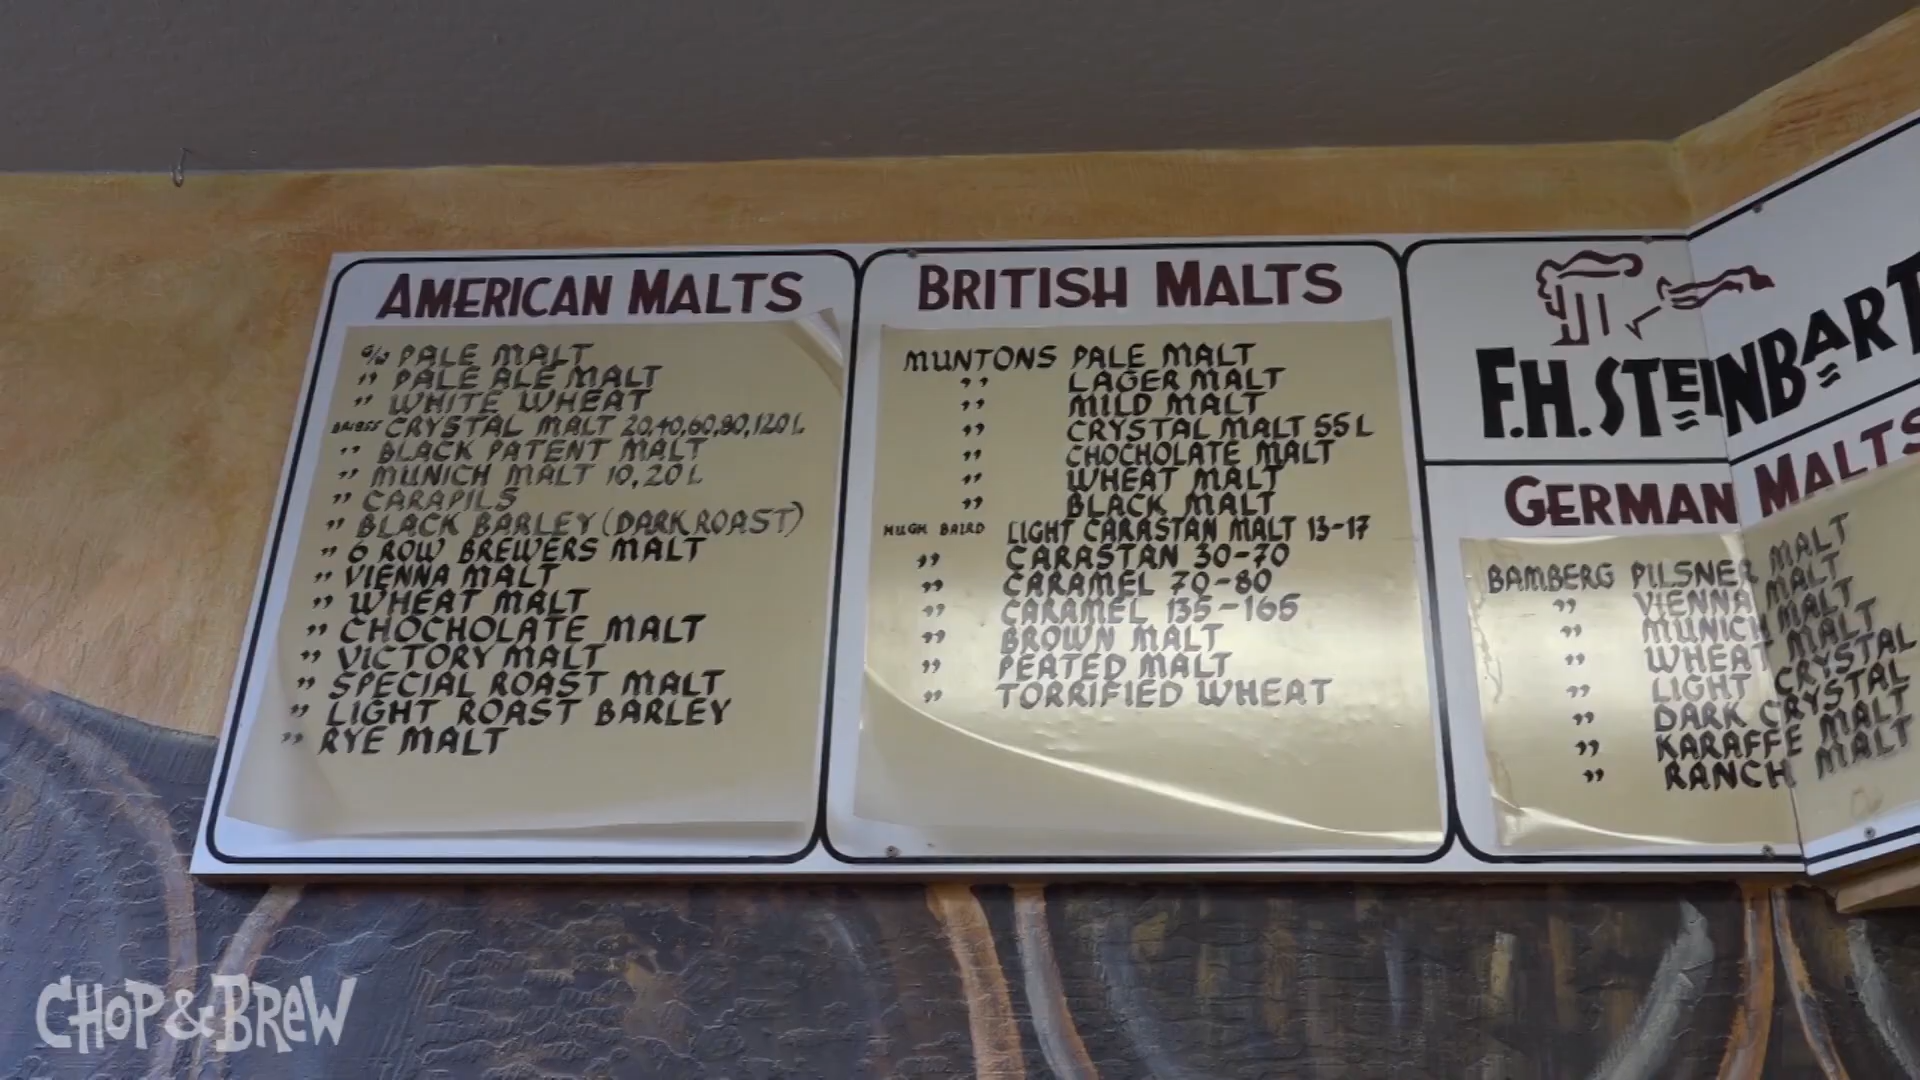 AMERICAN MALTS
PALE MALT
" PALE ALE MALT
" WHITE WHEAT
BRIESS CRYSTAL MALT 20,40,60,80,120L
" BLACK PATENT MALT
" MUNICH MALT 10,20L
" CARAPILS
" BLACK BARLEY (DARK ROAST)
" 6 ROW BREWERS MALT
" VIENNA MALT
" WHEAT MALT
" CHOCHOLATE MALT
" VICTORY MALT
" SPECIAL ROAST MALT
" LIGHT ROAST BARLEY
" RYE MALT
BRITISH MALTS
MUNTONS PALE MALT
" LAGER MALT
" MILD MALT
" CRYSTAL MALT 55L
" CHOCHOLATE MALT
" WHEAT MALT
" BLACK MALT
HUGH BAIRD LIGHT CARASTAN MALT 13-17
" CARASTAN 30-70
" CARAMEL 70-80
" CARAMEL 135-165
" BROWN MALT
" PEATED MALT
" TORRIFIED WHEAT
F.H. STEINBART
GERMAN MALTS
BAMBERG PILSNER MALT
" VIENNA MALT
" MUNICH MALT
" WHEAT MALT
" LIGHT CRYSTAL
" DARK CRYSTAL
" KARAFFE MALT
" RANCH MALT
CHOP & BREW